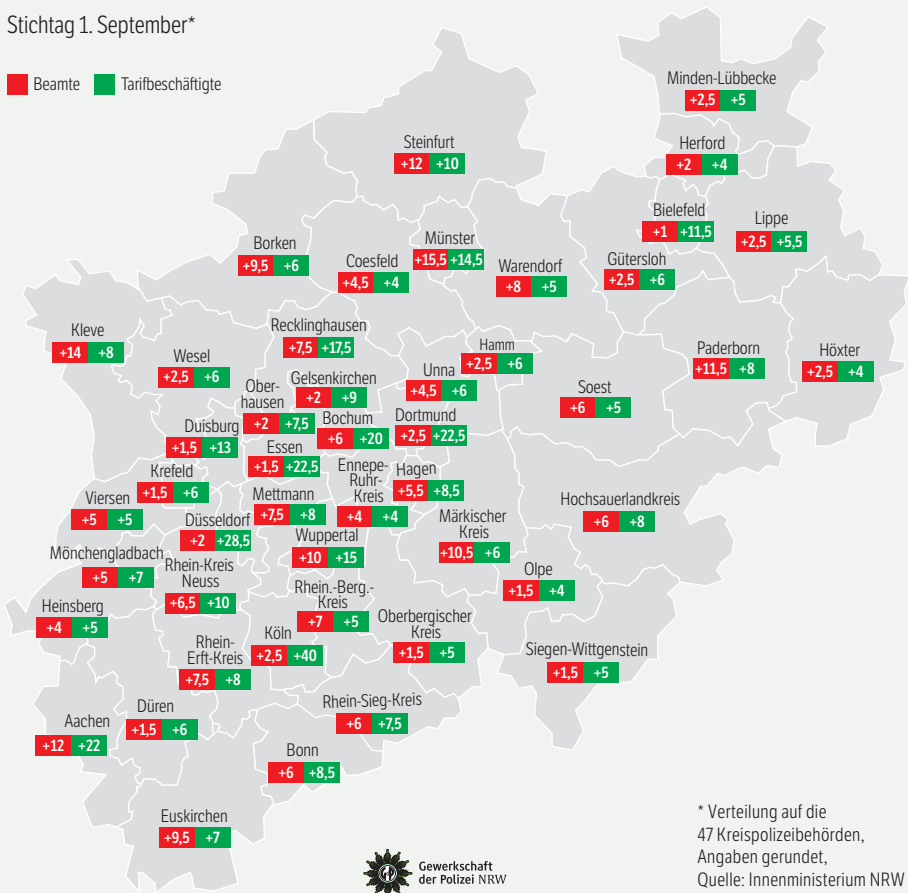 Stichtag 1. September*
Beamte Tarifbeschäftigte
Minden-Lübbecke
+2,5 +5
Steinfurt
+12 +10
Herford
+2 +4
Bielefeld
+1 +11,5
Lippe
+2,5 +5,5
Borken
+9,5 +6
Coesfeld
+4,5 +4
Münster
+15,5 +14,5
Warendorf
+8 +5
Gütersloh
+2,5 +6
Kleve
+14 +8
Wesel
+2,5 +6
Recklinghausen
+7,5 +17,5
Hamm
+2,5 +6
Paderborn
+11,5 +8
Höxter
+2,5 +4
Ober-
hausen
+2 +7,5
Gelsenkirchen
+2 +9
Unna
+4,5 +6
Soest
+6 +5
Duisburg
+1,5 +13
Bochum
+6 +20
Dortmund
+2,5 +22,5
Essen
+1,5 +22,5
Krefeld
+1,5 +6
Ennepe-
Ruhr-
Kreis
+4 +4
Hagen
+5,5 +8,5
Viersen
+5 +5
Düsseldorf
+2 +28,5
Mettmann
+7,5 +8
Märkischer
Kreis
+10,5 +6
Hochsauerlandkreis
+6 +8
Wuppertal
+10 +15
Mönchengladbach
+5 +7
Rhein-Kreis
Neuss
+6,5 +10
Olpe
+1,5 +4
Heinsberg
+4 +5
Rhein.-Berg.-
Kreis
+7 +5
Oberbergischer
Kreis
+1,5 +5
Rhein-
Erft-Kreis
+7,5 +8
Köln
+2,5 +40
Siegen-Wittgenstein
+1,5 +5
Aachen
+12 +22
Düren
+1,5 +6
Rhein-Sieg-Kreis
+6 +7,5
Bonn
+6 +8,5
Euskirchen
+9,5 +7
Gewerkschaft
der Polizei NRW
* Verteilung auf die
47 Kreispolizeibehörden,
Angaben gerundet,
Quelle: Innenministerium NRW